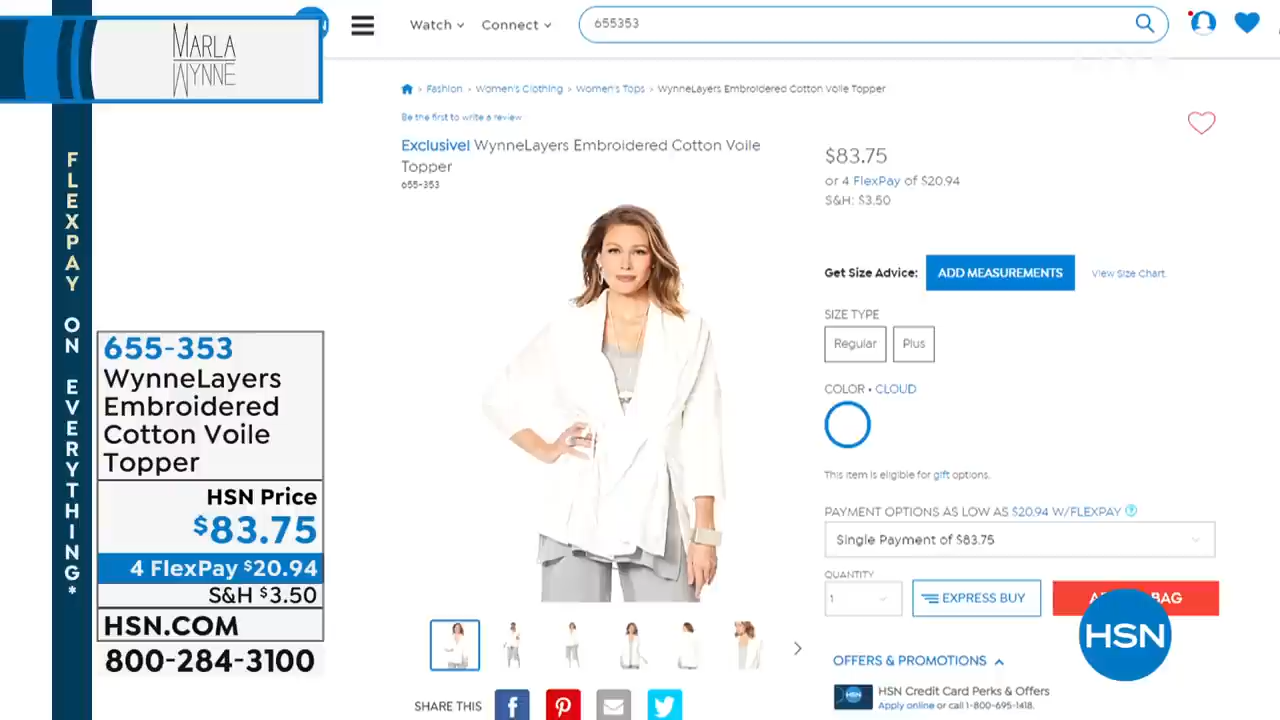 MARLA
WYNNE
FLEXPAY ON EVERYTHING*
655-353
WynneLayers
Embroidered
Cotton Voile
Topper
HSN Price
$83.75
4 FlexPay $20.94
S&H $3.50
HSN.COM
800-284-3100
Watch
Connect
655353
Fashion › Women's Clothing › Women's Tops › WynneLayers Embroidered Cotton Voile Topper
Be the first to write a review
Exclusive! WynneLayers Embroidered Cotton Voile
Topper
655-353
SHARE THIS
$83.75
or 4 FlexPay of $20.94
S&H: $3.50
Get Size Advice: ADD MEASUREMENTS View Size Chart
SIZE TYPE
Regular Plus
COLOR • CLOUD
This item is eligible for gift options.
PAYMENT OPTIONS AS LOW AS $20.94 W/FLEXPAY ?
Single Payment of $83.75
QUANTITY
1
EXPRESS BUY
BAG
HSN
OFFERS & PROMOTIONS
HSN
HSN Credit Card Perks & Offers
Apply online or call 1-800-695-1418.